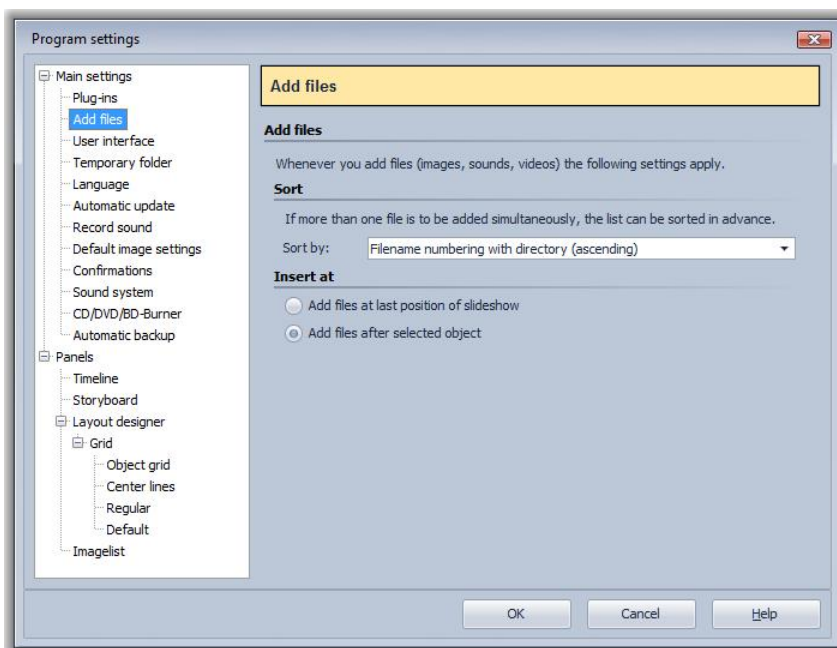 Program settings
Main settings
Plug-ins
Add files
User interface
Temporary folder
Language
Automatic update
Record sound
Default image settings
Confirmations
Sound system
CD/DVD/BD-Burner
Automatic backup
Panels
Timeline
Storyboard
Layout designer
Grid
Object grid
Center lines
Regular
Default
Imagelist
Add files
Add files
Whenever you add files (images, sounds, videos) the following settings apply.
Sort
If more than one file is to be added simultaneously, the list can be sorted in advance.
Sort by: Filename numbering with directory (ascending)
Insert at
Add files at last position of slideshow
Add files after selected object
OK Cancel Help